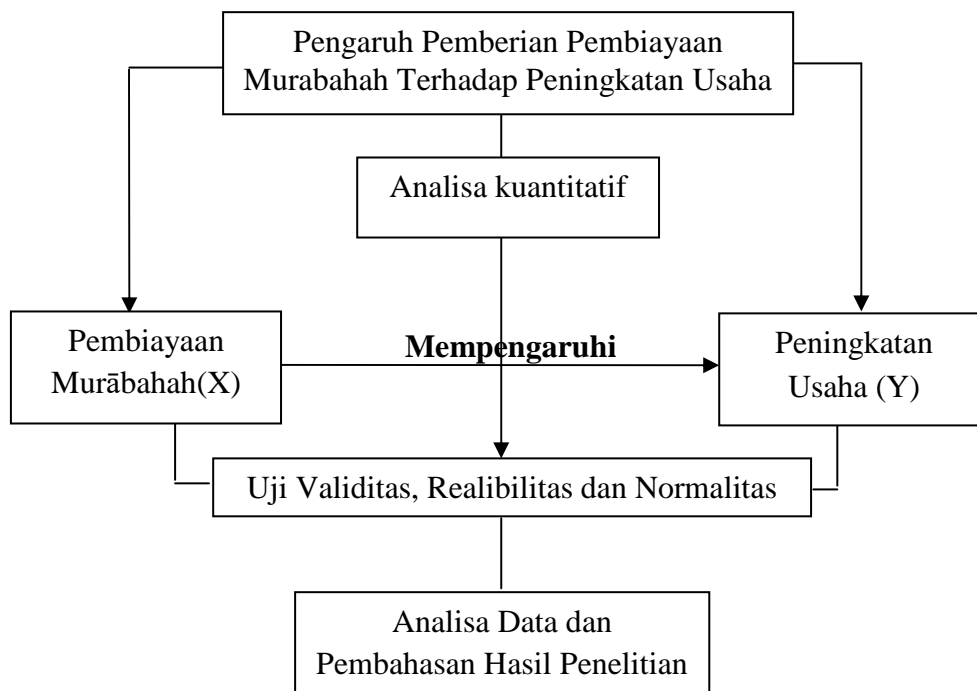 Pengaruh Pemberian Pembiayaan
Murabahah Terhadap Peningkatan Usaha
Analisa kuantitatif
Pembiayaan
Murābahah(X)
Mempengaruhi
Peningkatan
Usaha (Y)
Uji Validitas, Realibilitas dan Normalitas
Analisa Data dan
Pembahasan Hasil Penelitian